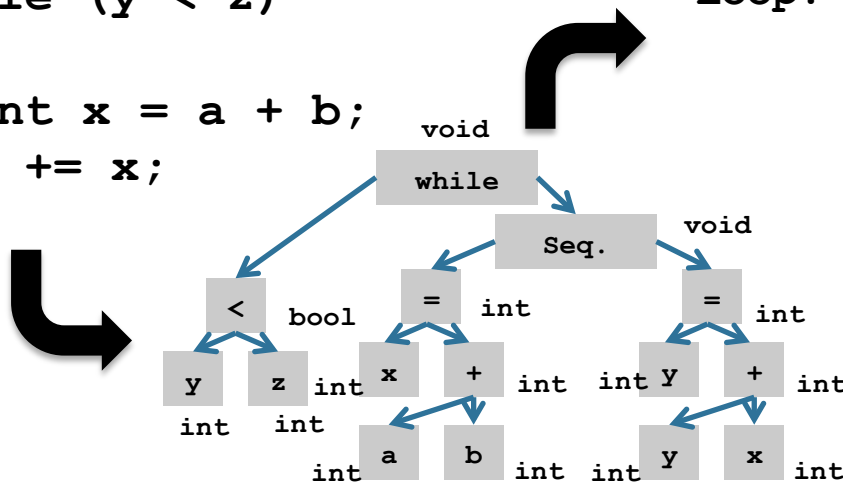 le (y < z)
Loop:
nt x = a + b;
+= x;
void
while
Seq.
void
<
bool
=
int
=
int
y
z
int
x
+
int
int
y
+
int
int
int
int
a
b
int
int
y
x
int